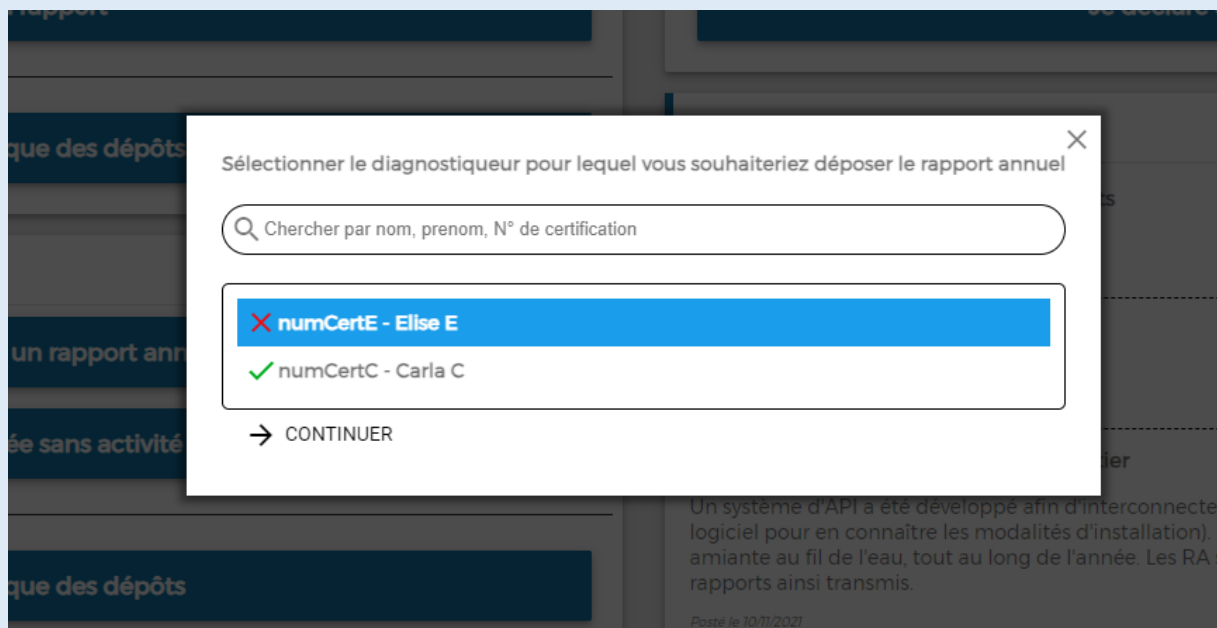 rapport
Je déclare
que des dépôts
Sélectionner le diagnostiqueur pour lequel vous souhaiteriez déposer le rapport annuel
Chercher par nom, prenom, N° de certification
numCertE - Elise E
numCertC - Carla C
un rapport ann
CONTINUER
ée sans activité
ier
Un système d'API a été développé afin d'interconnecte
logiciel pour en connaître les modalités d'installation).
amiante au fil de l'eau, tout au long de l'année. Les RA
rapports ainsi transmis.
que des dépôts
Posté le 10/11/2021